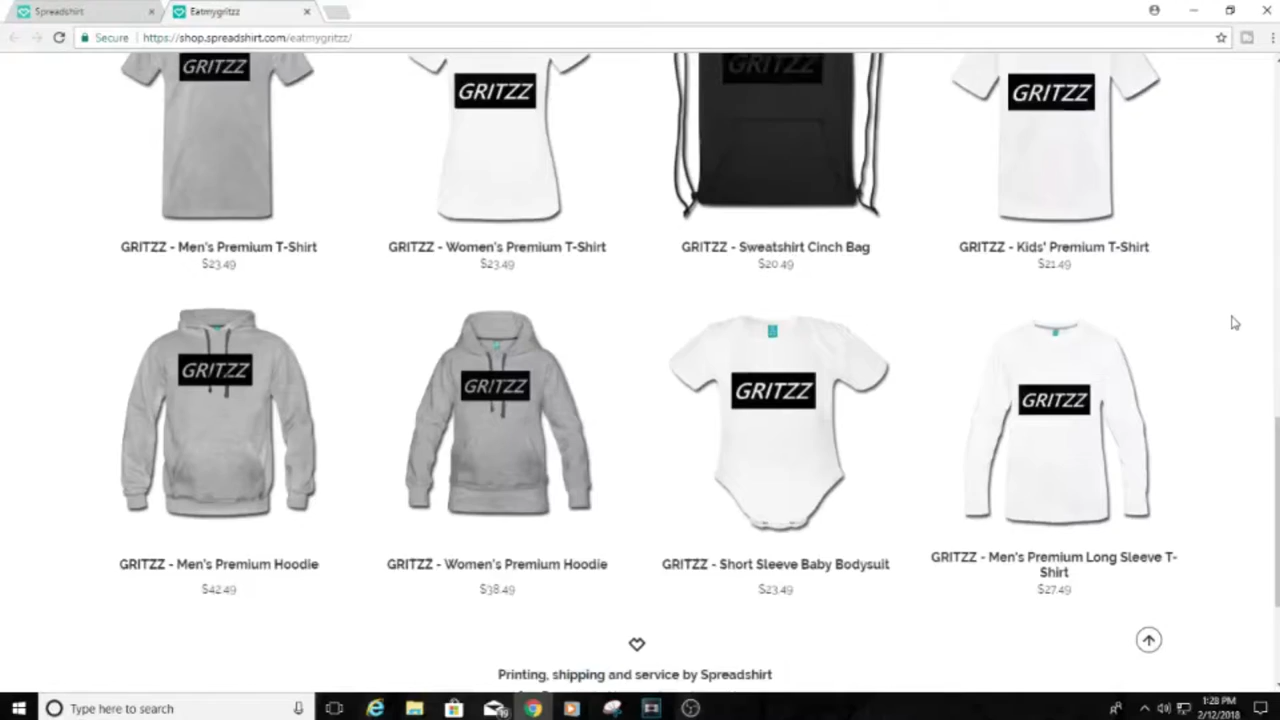 Spreadshirt
Eatmygritzz
Secure https://shop.spreadshirt.com/eatmygritzz/
GRITZZ
GRITZZ
GRITZZ
GRITZZ
GRITZZ - Men's Premium T-Shirt
$23.49
GRITZZ - Women's Premium T-Shirt
$23.49
GRITZZ - Sweatshirt Cinch Bag
$20.49
GRITZZ - Kids' Premium T-Shirt
$21.49
GRITZZ
GRITZZ
GRITZZ
GRITZZ
GRITZZ - Men's Premium Hoodie
$42.49
GRITZZ - Women's Premium Hoodie
$38.49
GRITZZ - Short Sleeve Baby Bodysuit
$23.49
GRITZZ - Men's Premium Long Sleeve T-
Shirt
$27.49
Printing, shipping and service by Spreadshirt
Type here to search
1:28 PM
2/12/2018